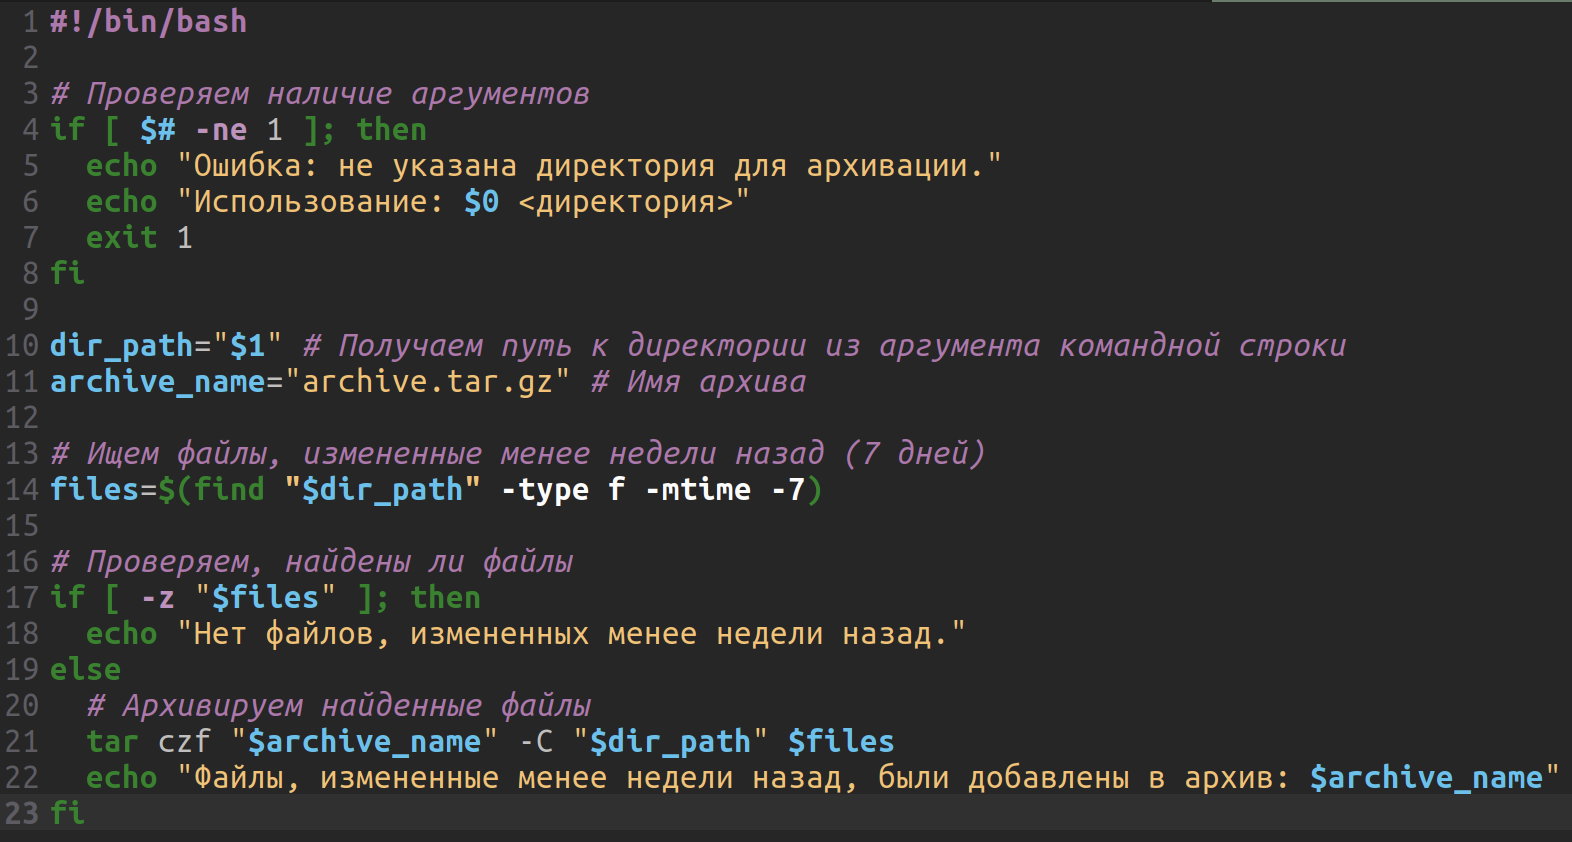 1 #!/bin/bash
2
3 # Проверяем наличие аргументов
4 if [ $# -ne 1 ]; then
5   echo "Ошибка: не указана директория для архивации."
6   echo "Использование: $0 <директория>"
7   exit 1
8 fi
9
10 dir_path="$1" # Получаем путь к директории из аргумента командной строки
11 archive_name="archive.tar.gz" # Имя архива
12
13 # Ищем файлы, измененные менее недели назад (7 дней)
14 files=$(find "$dir_path" -type f -mtime -7)
15
16 # Проверяем, найдены ли файлы
17 if [ -z "$files" ]; then
18   echo "Нет файлов, измененных менее недели назад."
19 else
20   # Архивируем найденные файлы
21   tar czf "$archive_name" -C "$dir_path" $files
22   echo "Файлы, измененные менее недели назад, были добавлены в архив: $archive_name"
23 fi